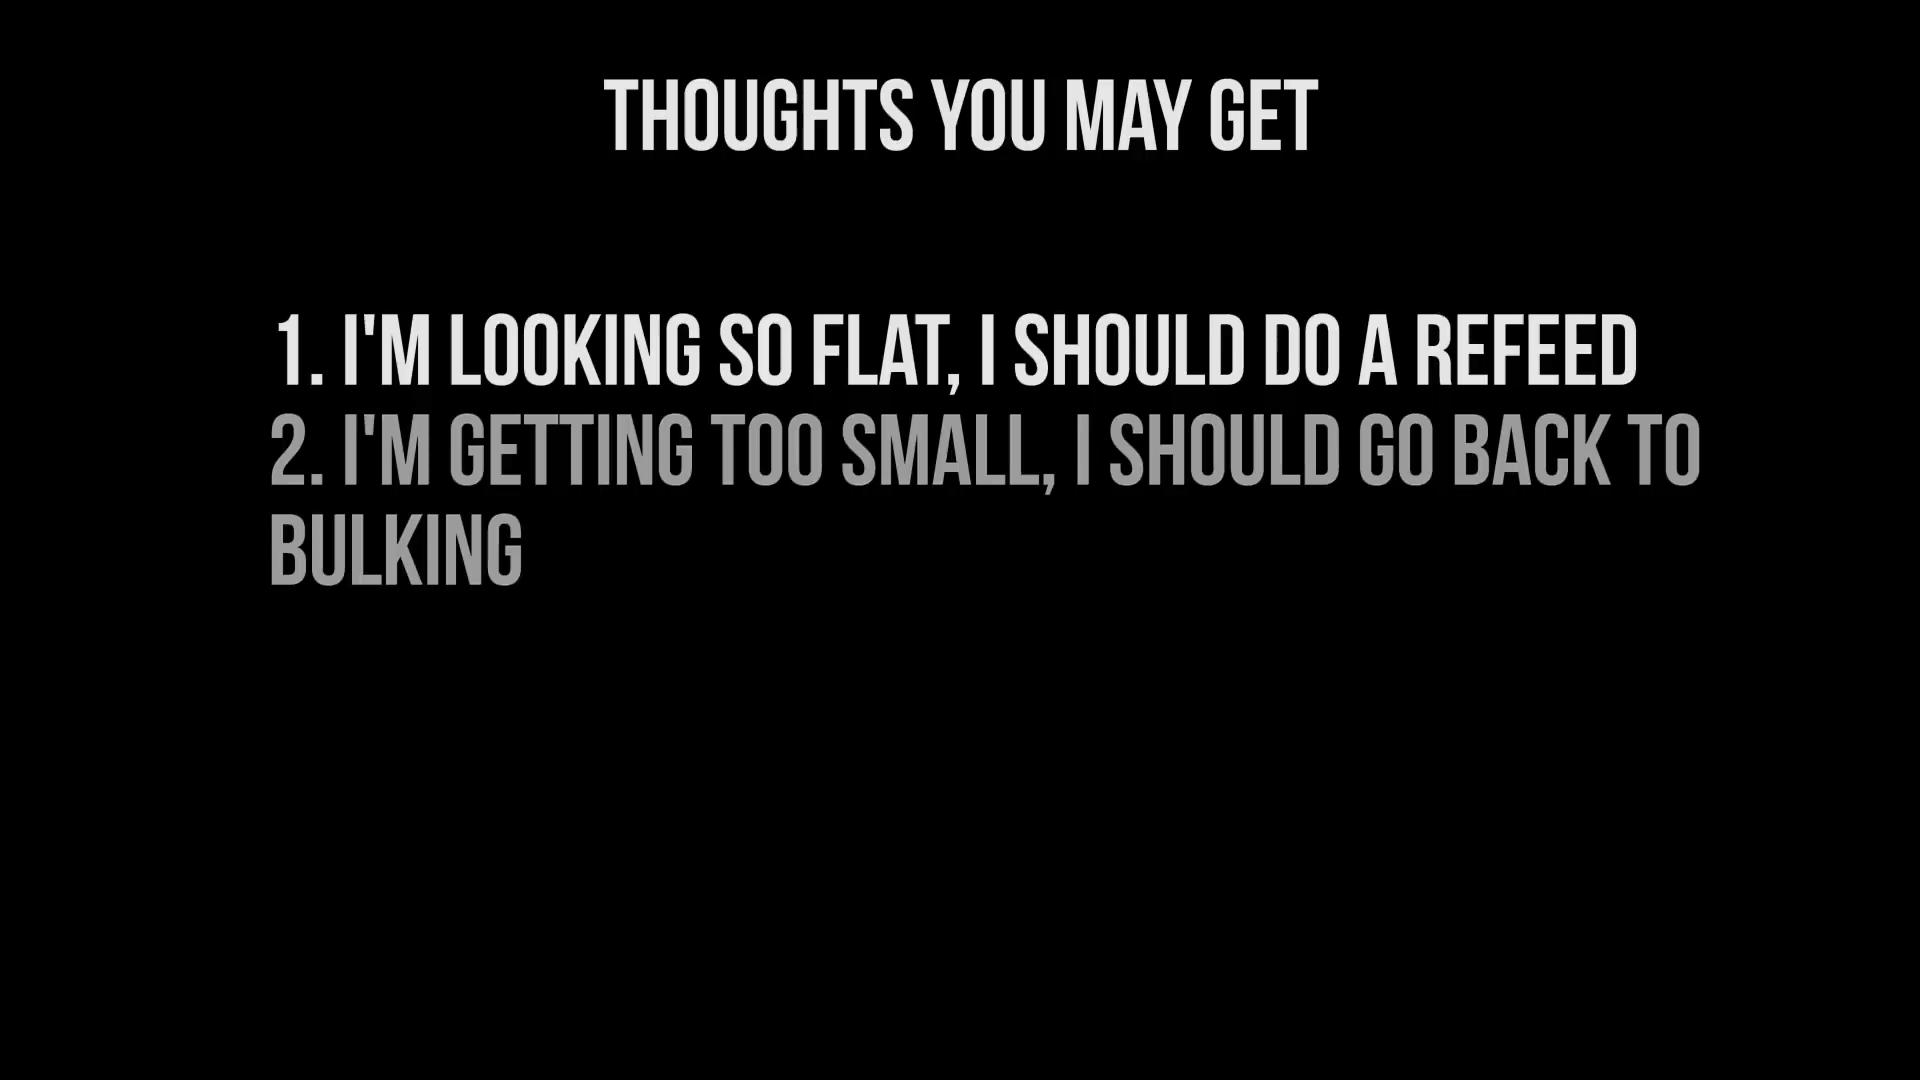 THOUGHTS YOU MAY GET
1. I'M LOOKING SO FLAT, I SHOULD DO A REFEED
2. I'M GETTING TOO SMALL, I SHOULD GO BACK TO
BULKING